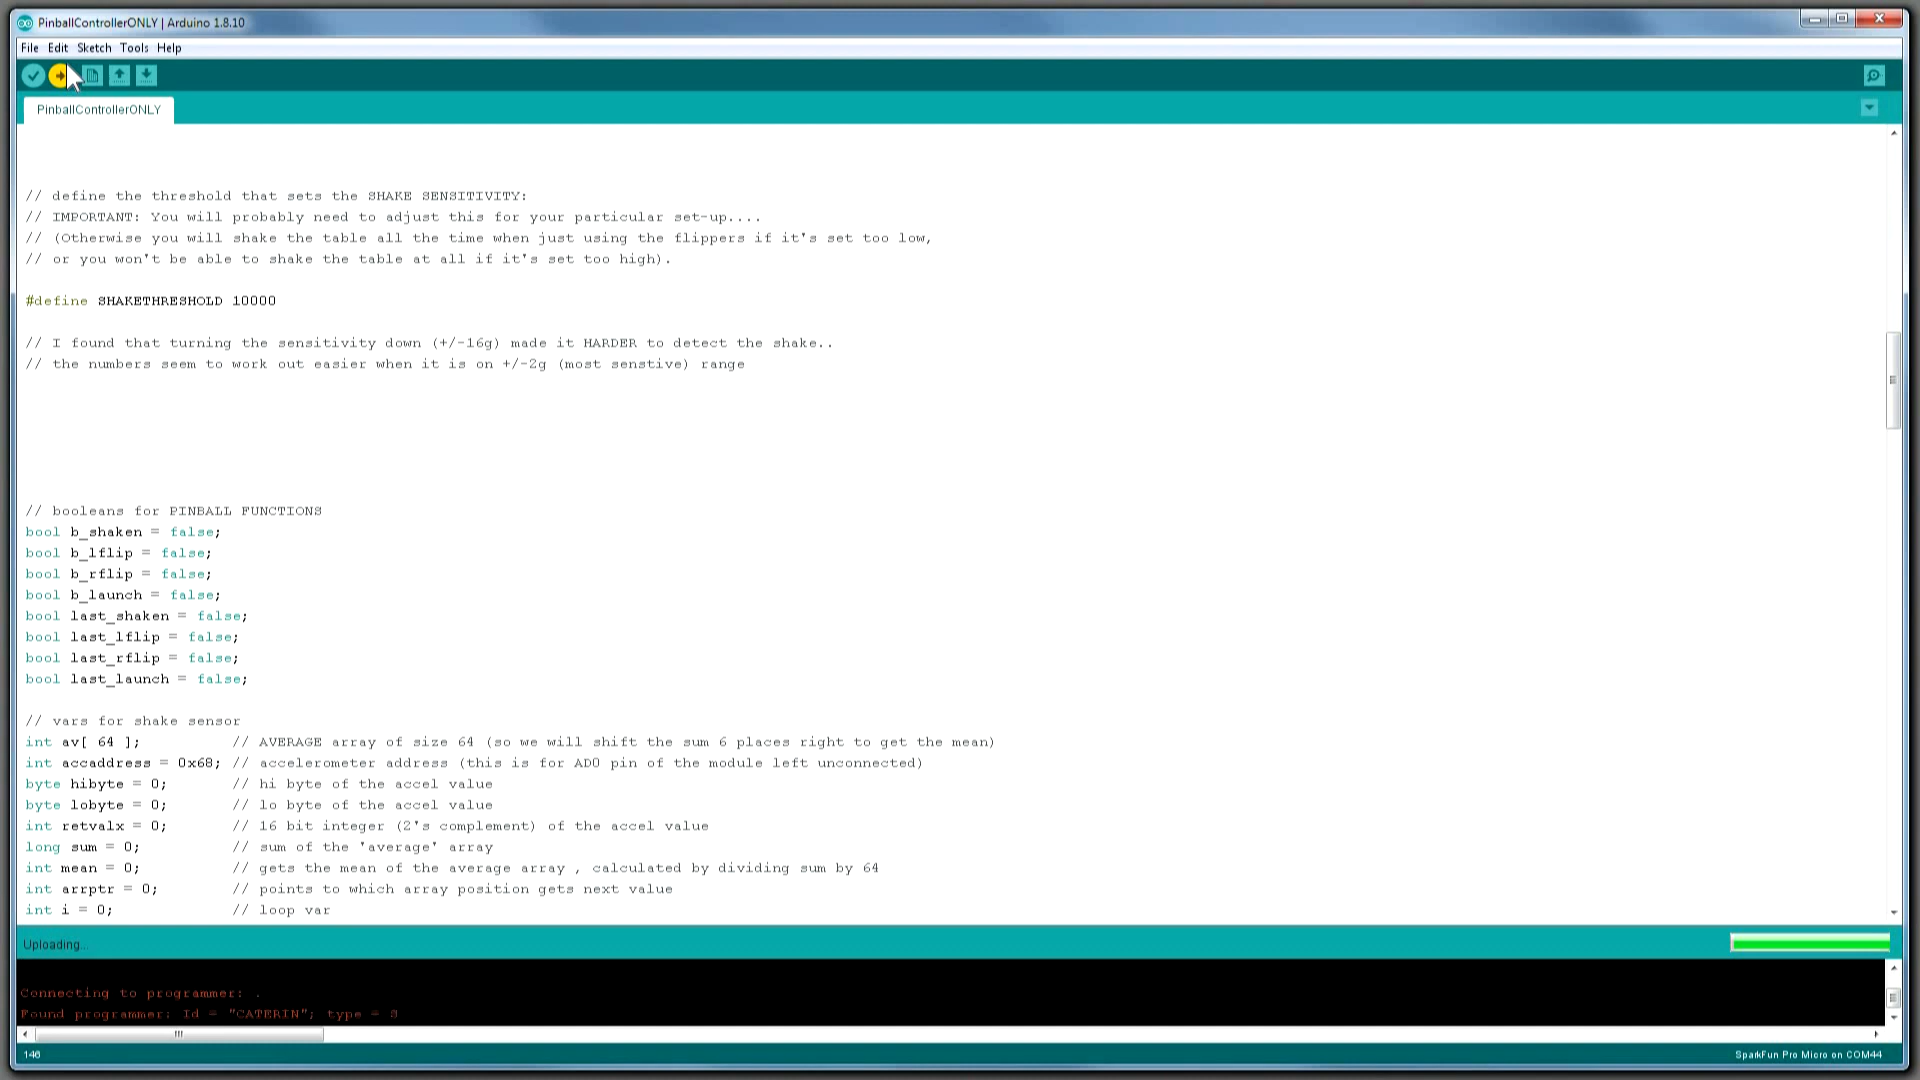 PinballControllerONLY | Arduino 1.8.10
File Edit Sketch Tools Help
PinballControllerONLY
// define the threshold that sets the SHAKE SENSITIVITY:
// IMPORTANT: You will probably need to adjust this for your particular set-up....
// (Otherwise you will shake the table all the time when just using the flippers if it's set too low,
// or you won't be able to shake the table at all if it's set too high).
#define SHAKETHRESHOLD 10000
// I found that turning the sensitivity down (+/-16g) made it HARDER to detect the shake..
// the numbers seem to work out easier when it is on +/-2g (most senstive) range
// booleans for PINBALL FUNCTIONS
bool b_shaken = false;
bool b_lflip = false;
bool b_rflip = false;
bool b_launch = false;
bool last_shaken = false;
bool last_lflip = false;
bool last_rflip = false;
bool last_launch = false;
// vars for shake sensor
int av[ 64 ]; // AVERAGE array of size 64 (so we will shift the sum 6 places right to get the mean)
int accaddress = 0x68; // accelerometer address (this is for AD0 pin of the module left unconnected)
byte hibyte = 0; // hi byte of the accel value
byte lobyte = 0; // lo byte of the accel value
int retvalx = 0; // 16 bit integer (2's complement) of the accel value
long sum = 0; // sum of the 'average' array
int mean = 0; // gets the mean of the average array , calculated by dividing sum by 64
int arrptr = 0; // points to which array position gets next value
int i = 0; // loop var
Uploading...
Connecting to programmer: .
Found programmer: Id = "CATERIN"; type = S
146
SparkFun Pro Micro on COM44